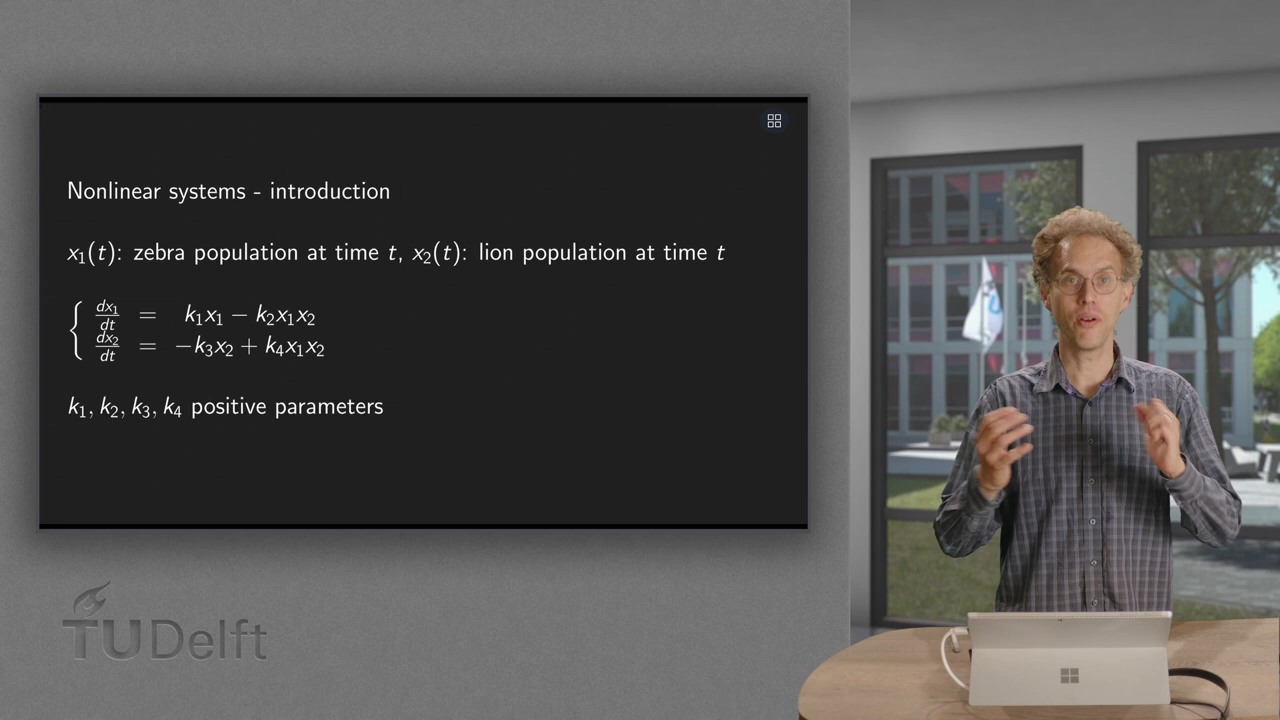 Nonlinear systems - introduction
x₁(t): zebra population at time t, x₂(t): lion population at time t
dx₁/dt = k₁x₁ − k₂x₁x₂
dx₂/dt = −k₃x₂ + k₄x₁x₂
k₁, k₂, k₃, k₄ positive parameters
TUDelft